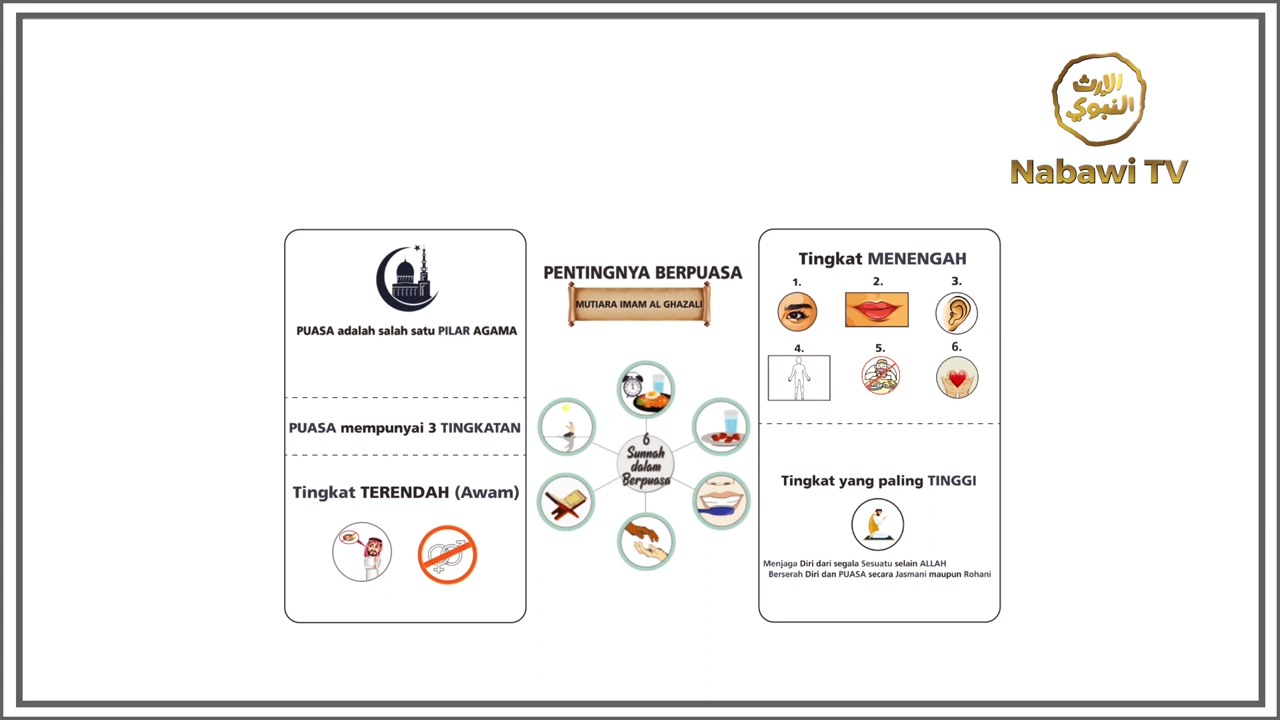 الإرث
النبوي
Nabawi TV
PUASA adalah salah satu PILAR AGAMA
PUASA mempunyai 3 TINGKATAN
Tingkat TERENDAH (Awam)
PENTINGNYA BERPUASA
MUTIARA IMAM AL GHAZALI
6
Sunnah
dalam
Berpuasa
Tingkat MENENGAH
1. 2. 3.
4. 5. 6.
Tingkat yang paling TINGGI
Menjaga Diri dari segala Sesuatu selain ALLAH
Berserah Diri dan PUASA secara Jasmani maupun Rohani